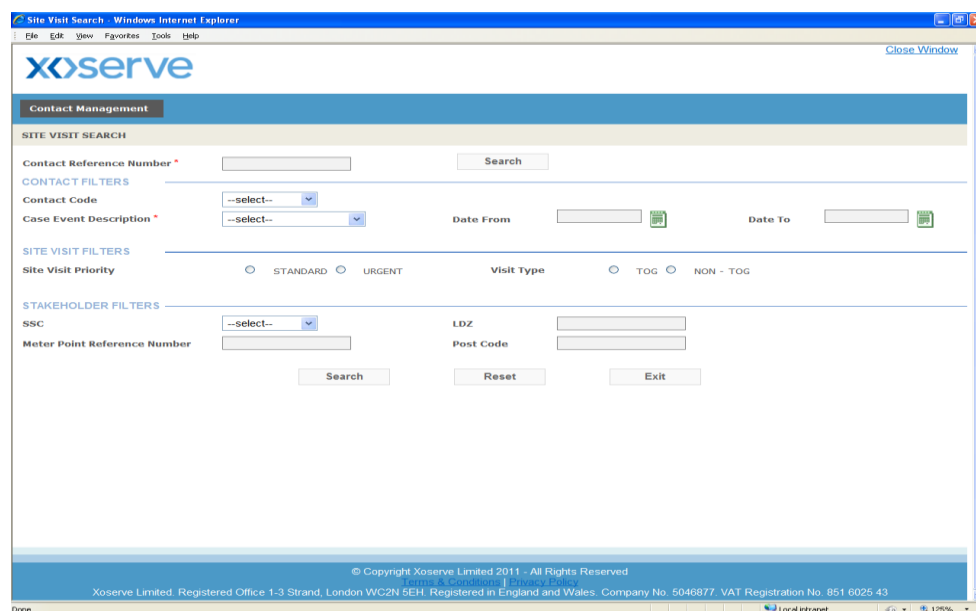 Site Visit Search - Windows Internet Explorer
File Edit View Favorites Tools Help
Close Window
xoserve
Contact Management
SITE VISIT SEARCH
Contact Reference Number * Search
CONTACT FILTERS
Contact Code --select--
Case Event Description * --select-- Date From Date To
SITE VISIT FILTERS
Site Visit Priority STANDARD URGENT Visit Type TOG NON - TOG
STAKEHOLDER FILTERS
SSC --select-- LDZ
Meter Point Reference Number Post Code
Search Reset Exit
© Copyright Xoserve Limited 2011 - All Rights Reserved
Terms & Conditions | Privacy Policy
Xoserve Limited. Registered Office 1-3 Strand, London WC2N 5EH. Registered in England and Wales. Company No. 5046877. VAT Registration No. 851 6025 43
Done Local intranet 125%